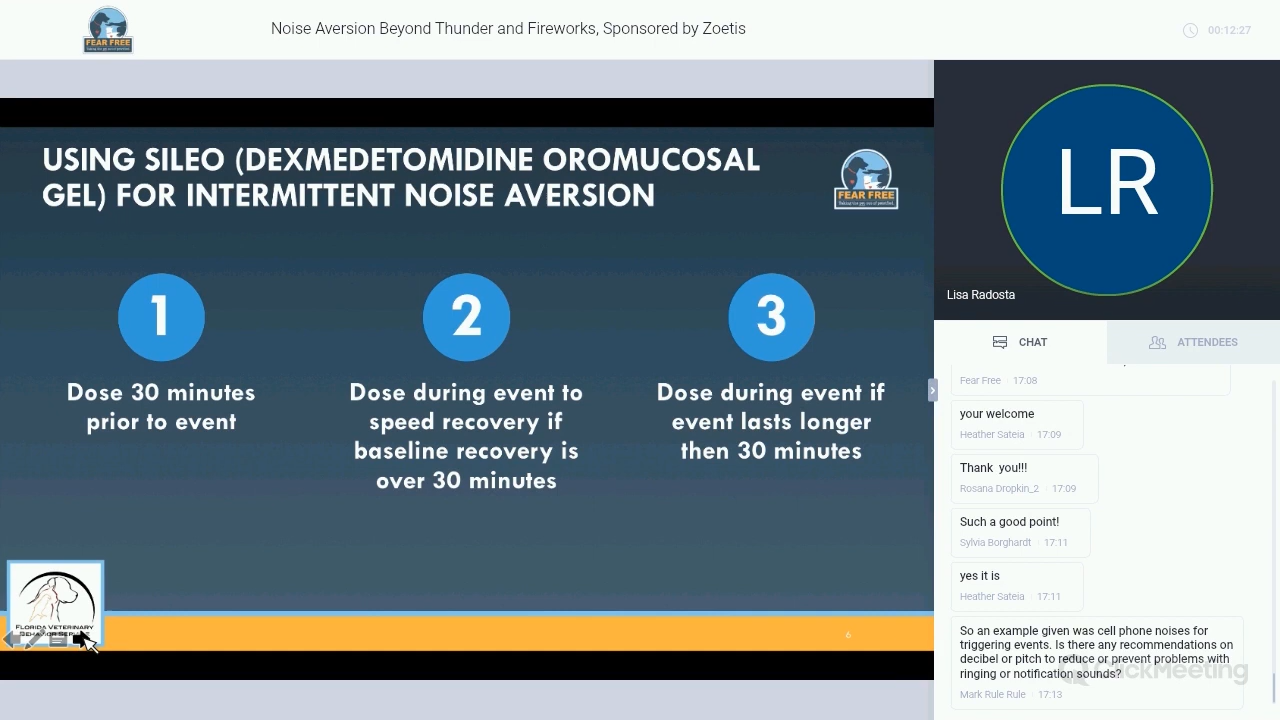 Noise Aversion Beyond Thunder and Fireworks, Sponsored by Zoetis
00:12:27
FEAR FREE
USING SILEO (DEXMEDETOMIDINE OROMUCOSAL
GEL) FOR INTERMITTENT NOISE AVERSION
FEAR FREE
1
Dose 30 minutes
prior to event
2
Dose during event to
speed recovery if
baseline recovery is
over 30 minutes
3
Dose during event if
event lasts longer
then 30 minutes
FLORIDA VETERINARY
BEHAVIOR SERVICE
6
LR
Lisa Radosta
CHAT
ATTENDEES
Fear Free 17:08
your welcome
Heather Sateia 17:09
Thank you!!!
Rosana Dropkin_2 17:09
Such a good point!
Sylvia Borghardt 17:11
yes it is
Heather Sateia 17:11
So an example given was cell phone noises for
triggering events. Is there any recommendations on
decibel or pitch to reduce or prevent problems with
ringing or notification sounds?
Mark Rule Rule 17:13
ClickMeeting